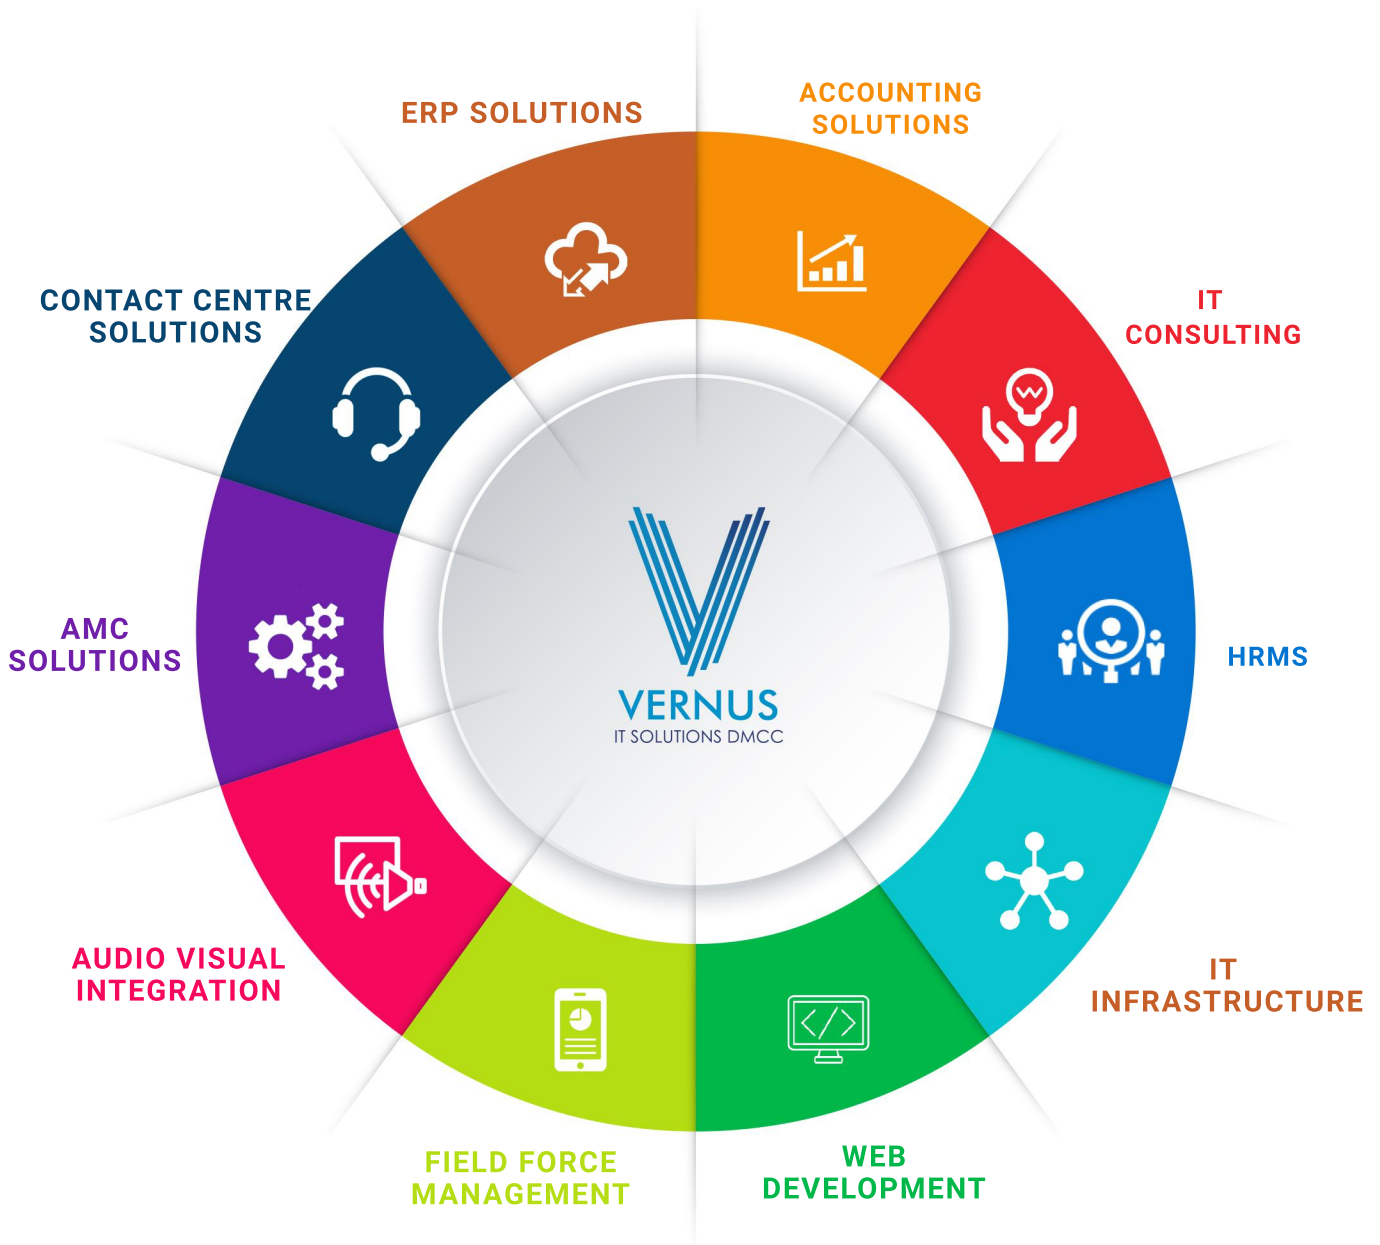 ERP SOLUTIONS
ACCOUNTING
SOLUTIONS
CONTACT CENTRE
SOLUTIONS
IT
CONSULTING
AMC
SOLUTIONS
VERNUS
IT SOLUTIONS DMCC
HRMS
AUDIO VISUAL
INTEGRATION
IT
INFRASTRUCTURE
FIELD FORCE
MANAGEMENT
WEB
DEVELOPMENT